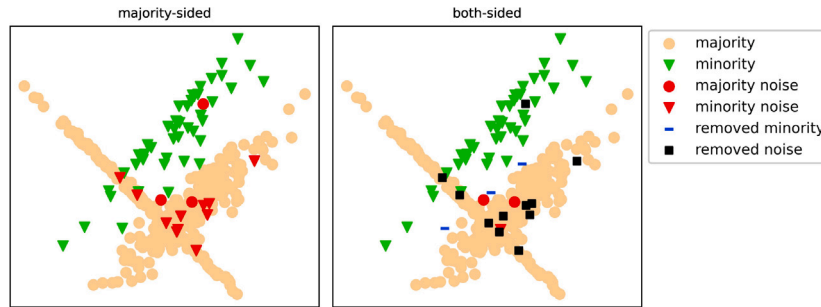 majority-sided
both-sided
majority
minority
majority noise
minority noise
removed minority
removed noise